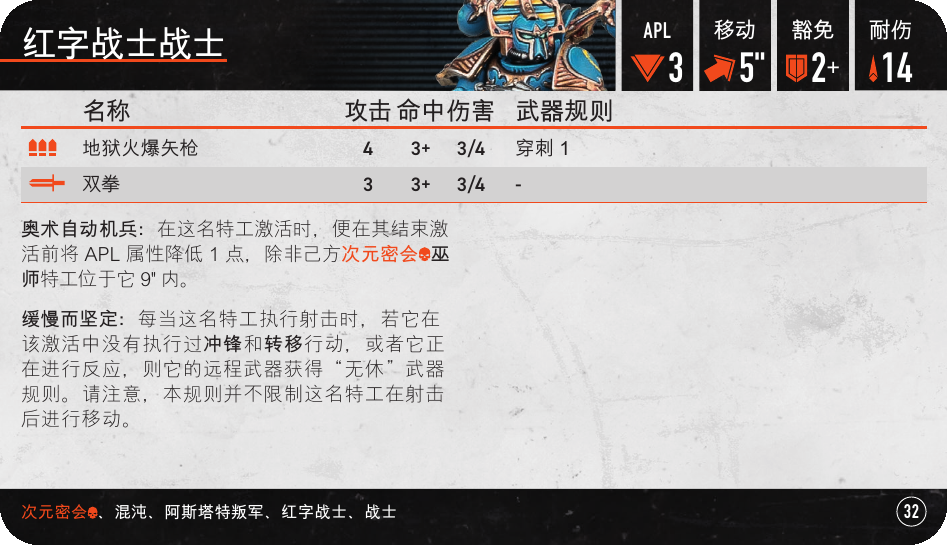 红字战士战士
APL 移动 豁免 耐伤
3 5" 2+ 14
名称 攻击 命中 伤害 武器规则
地狱火爆矢枪 4 3+ 3/4 穿刺 1
双拳 3 3+ 3/4 -
奥术自动机兵：在这名特工激活时，便在其结束激
活前将 APL 属性降低 1 点，除非己方次元密会巫
师特工位于它 9" 内。
缓慢而坚定：每当这名特工执行射击时，若它在
该激活中没有执行过冲锋和转移行动，或者它正
在进行反应，则它的远程武器获得“无休”武器
规则。请注意，本规则并不限制这名特工在射击
后进行移动。
次元密会、混沌、阿斯塔特叛军、红字战士、战士
32